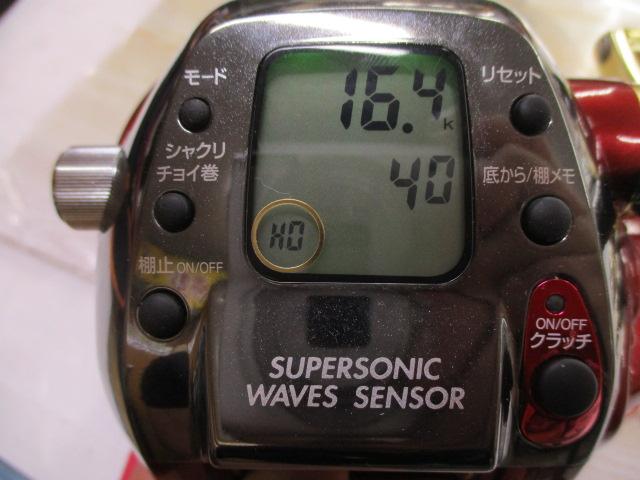 モード
リセット
16.4
k
シャクリ
チョイ巻
40
底から/棚メモ
HO
棚止 ON/OFF
ON/OFF
クラッチ
SUPERSONIC
WAVES SENSOR